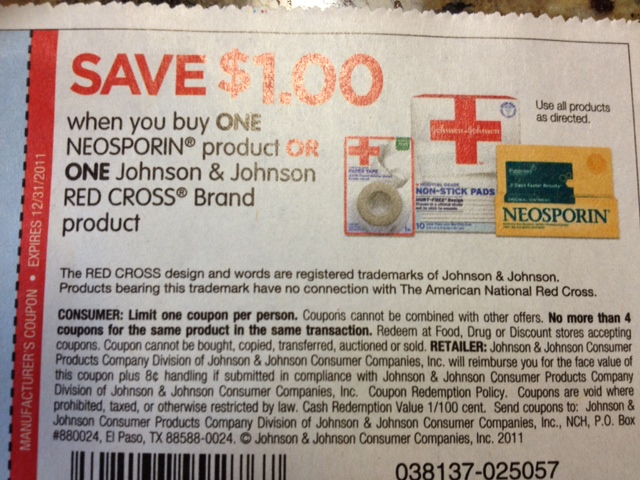 SAVE $1.00
when you buy ONE
NEOSPORIN® product OR
ONE Johnson & Johnson
RED CROSS® Brand
product
Use all products
as directed.
Johnson & Johnson
PAPER TAPE
HOSPITAL GRADE
NON-STICK PADS
HURT-FREE® Design
10
NEOSPORIN®
MANUFACTURER'S COUPON • EXPIRES 12/31/2011
The RED CROSS design and words are registered trademarks of Johnson & Johnson.
Products bearing this trademark have no connection with The American National Red Cross.
CONSUMER: Limit one coupon per person. Coupons cannot be combined with other offers. No more than 4
coupons for the same product in the same transaction. Redeem at Food, Drug or Discount stores accepting
coupons. Coupon cannot be bought, copied, transferred, auctioned or sold. RETAILER: Johnson & Johnson Consumer
Products Company Division of Johnson & Johnson Consumer Companies, Inc. will reimburse you for the face value of
this coupon plus 8¢ handling if submitted in compliance with Johnson & Johnson Consumer Products Company
Division of Johnson & Johnson Consumer Companies, Inc. Coupon Redemption Policy. Coupons are void where
prohibited, taxed, or otherwise restricted by law. Cash Redemption Value 1/100 cent. Send coupons to: Johnson &
Johnson Consumer Products Company Division of Johnson & Johnson Consumer Companies, Inc., NCH, P.O. Box
#880024, El Paso, TX 88588-0024. © Johnson & Johnson Consumer Companies, Inc. 2011
038137-025057